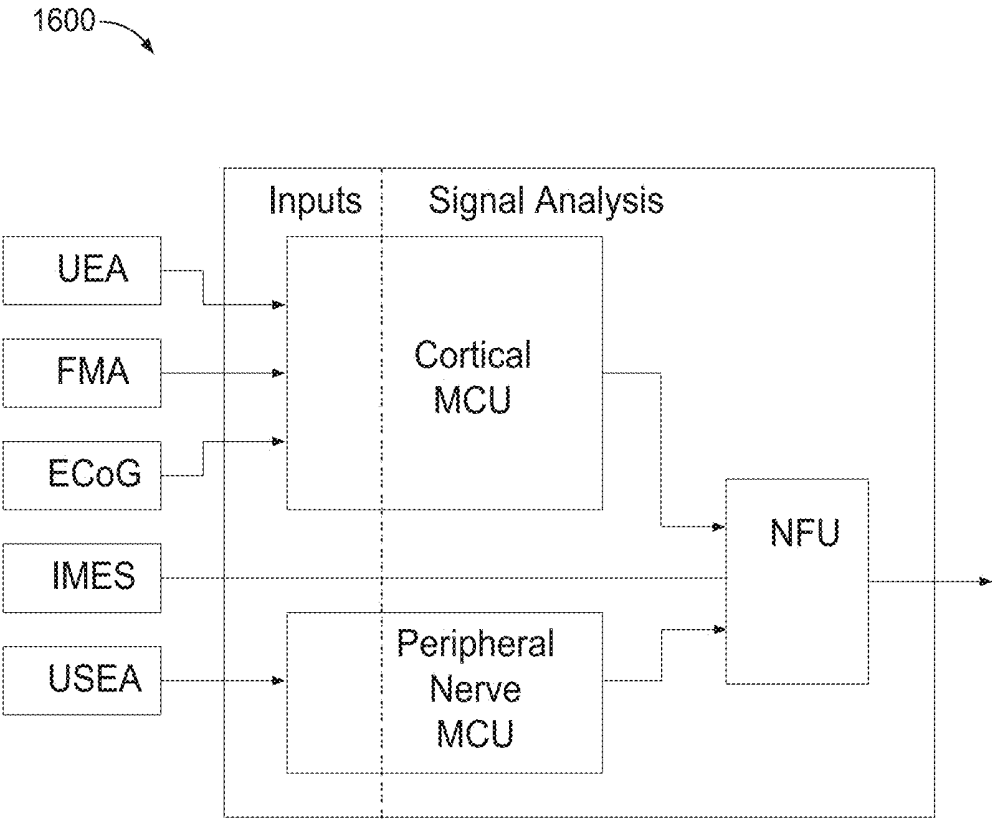 1600
Inputs
Signal Analysis
UEA
FMA
ECoG
IMES
USEA
Cortical
MCU
NFU
Peripheral
Nerve
MCU